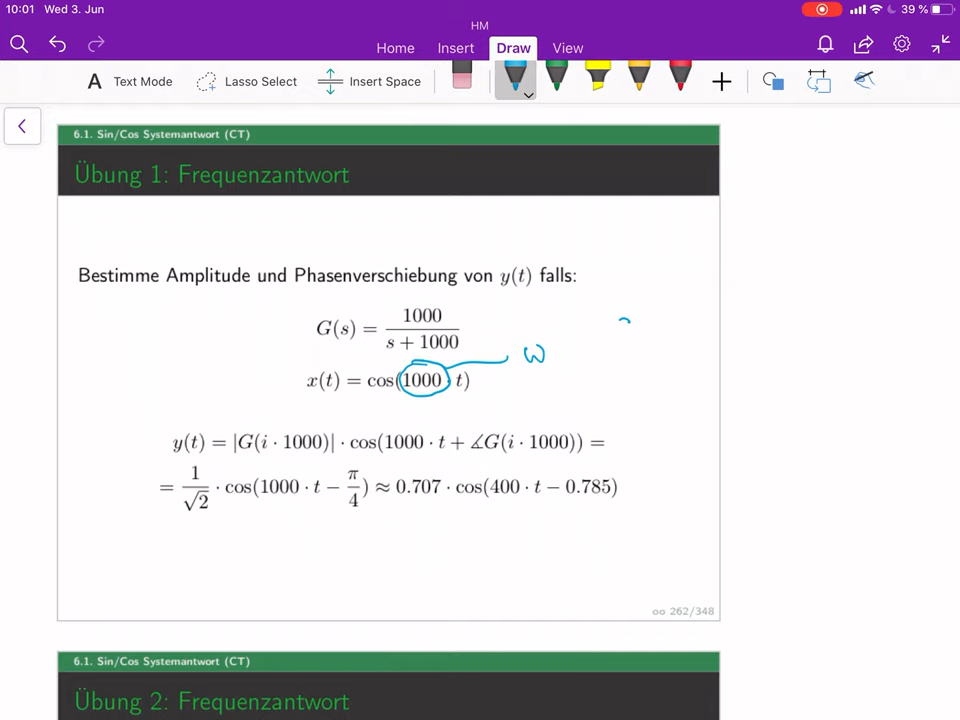 10:01 Wed 3. Jun
39 %
HM
Home Insert Draw View
A Text Mode Lasso Select Insert Space
6.1. Sin/Cos Systemantwort (CT)
Übung 1: Frequenzantwort
Bestimme Amplitude und Phasenverschiebung von y(t) falls:
G(s) = 1000 / (s + 1000)
ω
x(t) = cos(1000 · t)
y(t) = |G(i · 1000)| · cos(1000 · t + ∡G(i · 1000)) =
= 1/√2 · cos(1000 · t − π/4) ≈ 0.707 · cos(400 · t − 0.785)
oo 262/348
6.1. Sin/Cos Systemantwort (CT)
Übung 2: Frequenzantwort